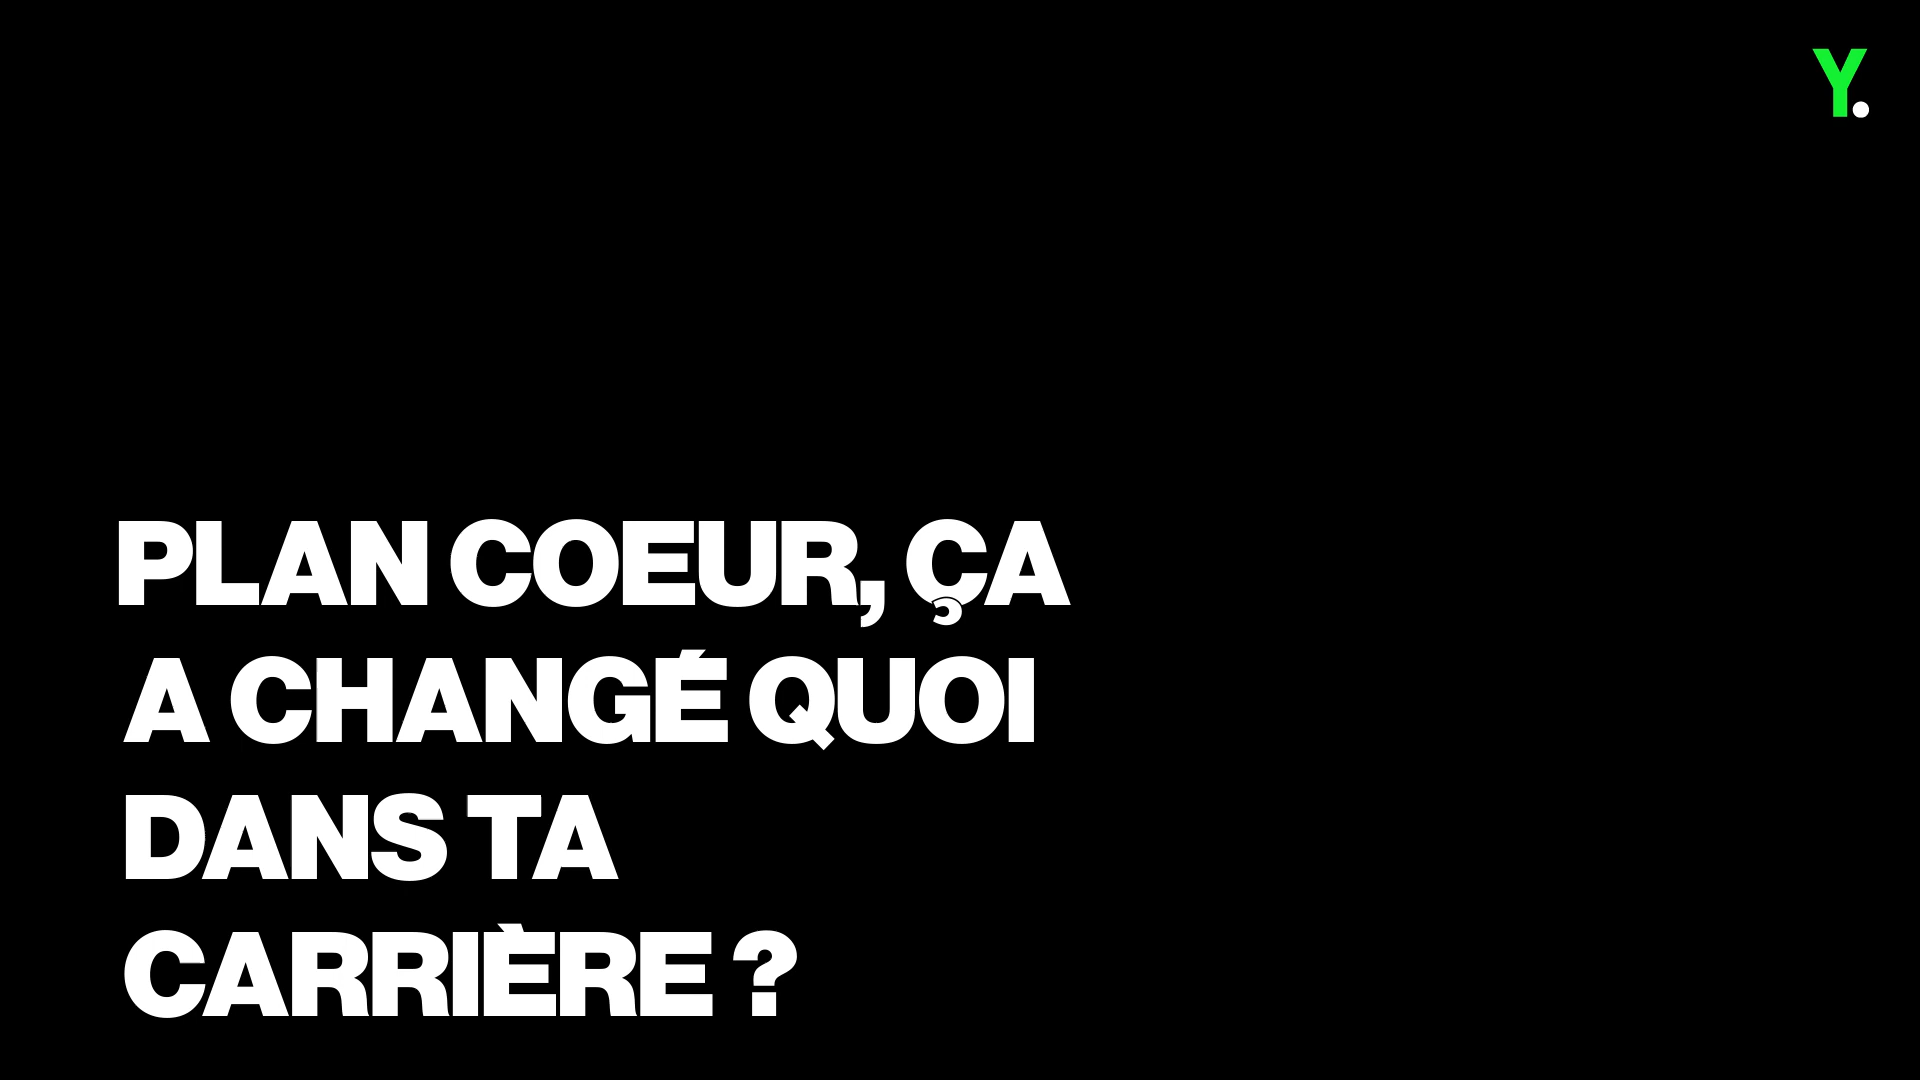 Y.
PLAN COEUR, ÇA
A CHANGÉ QUOI
DANS TA
CARRIÈRE ?